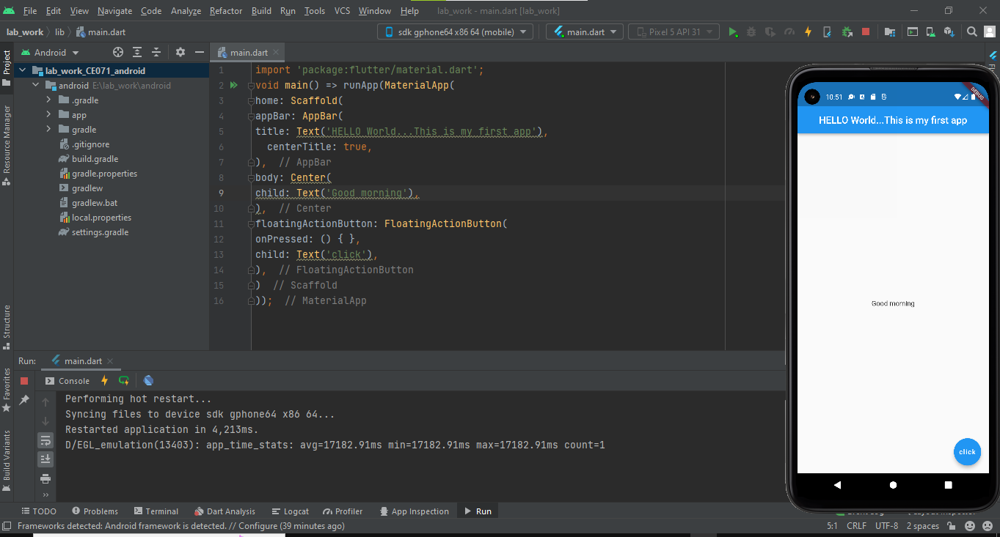 File Edit View Navigate Code Analyze Refactor Build Run Tools VCS Window Help lab_work - main.dart [lab_work]
lab_work lib main.dart sdk gphone64 x86 64 (mobile) main.dart Pixel 5 API 31
Android main.dart
Project
Resource Manager
Structure
Favorites
Build Variants
lab_work_CE071_android
android E:\lab_work\android
.gradle
app
gradle
.gitignore
build.gradle
gradle.properties
gradlew
gradlew.bat
local.properties
settings.gradle
1 import 'package:flutter/material.dart';
2 void main() => runApp(MaterialApp(
3 home: Scaffold(
4 appBar: AppBar(
5 title: Text('HELLO World...This is my first app'),
6 centerTitle: true,
7 ), // AppBar
8 body: Center(
9 child: Text('Good morning'),
10 ), // Center
11 floatingActionButton: FloatingActionButton(
12 onPressed: () { },
13 child: Text('click'),
14 ), // FloatingActionButton
15 ) // Scaffold
16 )); // MaterialApp
10:51
DEBUG
HELLO World...This is my first app
Good morning
click
Run: main.dart
Console
Performing hot restart...
Syncing files to device sdk gphone64 x86 64...
Restarted application in 4,213ms.
D/EGL_emulation(13403): app_time_stats: avg=17182.91ms min=17182.91ms max=17182.91ms count=1
TODO Problems Terminal Dart Analysis Logcat Profiler App Inspection Run
Frameworks detected: Android framework is detected. // Configure (39 minutes ago) 5:1 CRLF UTF-8 2 spaces